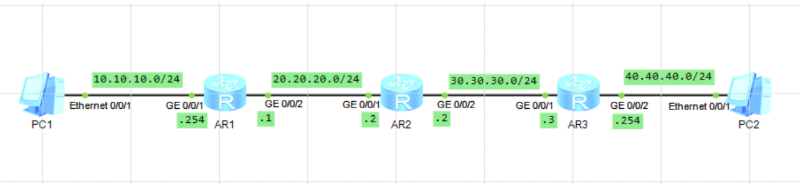 10.10.10.0/24
20.20.20.0/24
30.30.30.0/24
40.40.40.0/24
Ethernet 0/0/1
GE 0/0/1
R
GE 0/0/2
GE 0/0/1
R
GE 0/0/2
GE 0/0/1
R
GE 0/0/2
Ethernet 0/0/1
PC1
.254
AR1
.1
.2
AR2
.2
.3
AR3
.254
PC2